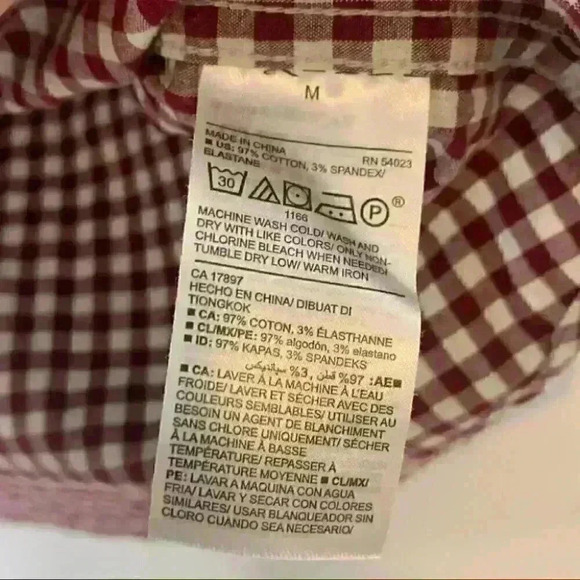 M
MADE IN CHINA RN 54023
■ US: 97% COTTON, 3% SPANDEX/
ELASTANE
30 P ®
1166
MACHINE WASH COLD/ WASH AND
DRY WITH LIKE COLORS/ ONLY NON-
CHLORINE BLEACH WHEN NEEDED/
TUMBLE DRY LOW/ WARM IRON
CA 17897
HECHO EN CHINA/ DIBUAT DI
TIONGKOK
■ CA: 97% COTON, 3% ÉLASTHANNE
■ CL/MX/PE: 97% algodón, 3% elastano
■ ID: 97% KAPAS, 3% SPANDEKS
■AE: 97% قطن, 3% سباندیکس
■ CA: LAVER À LA MACHINE À L'EAU
FROIDE/ LAVER ET SÉCHER AVEC DES
COULEURS SEMBLABLES/ UTILISER AU
BESOIN UN AGENT DE BLANCHIMENT
SANS CHLORE UNIQUEMENT/ SÉCHER
À LA MACHINE À BASSE
TEMPÉRATURE/ REPASSER À
TEMPÉRATURE MOYENNE ■ CL/MX/
PE: LAVAR A MAQUINA CON AGUA
FRIA/ LAVAR Y SECAR CON COLORES
SIMILARES/ USAR BLANQUEADOR SIN
CLORO CUANDO SEA NECESARIO/